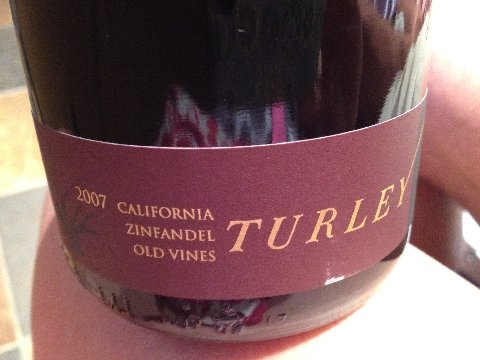 2007 CALIFORNIA
ZINFANDEL
OLD VINES
TURLEY